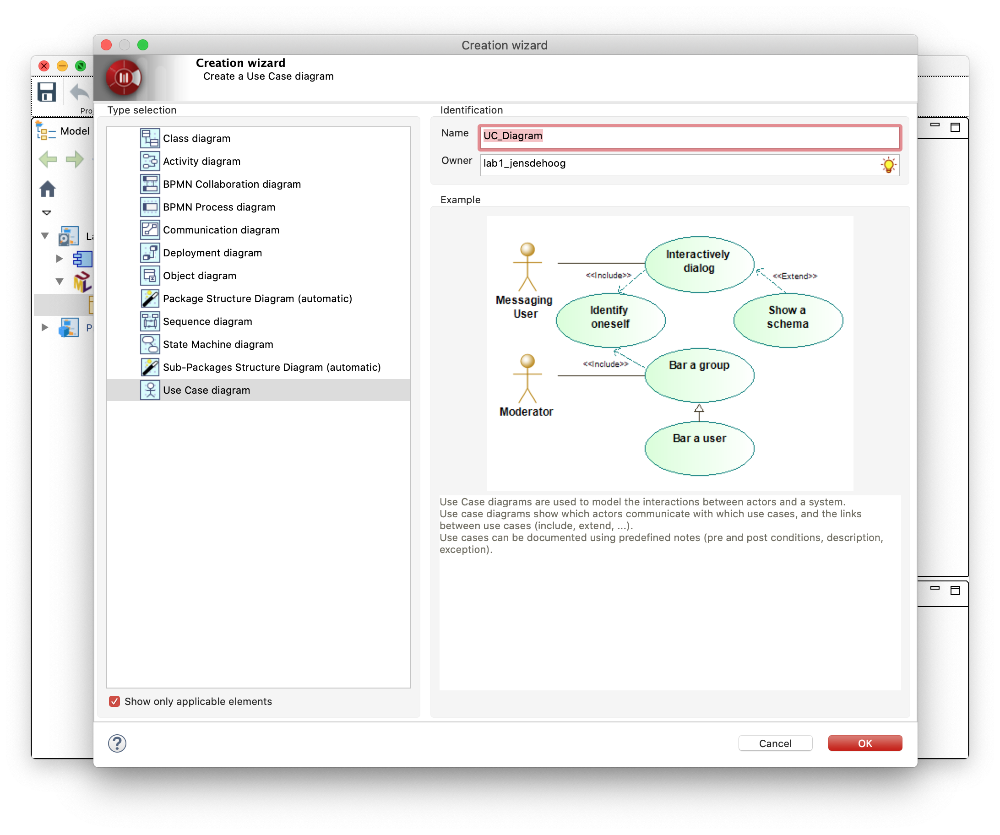 Creation wizard
Creation wizard
Create a Use Case diagram
Type selection
Class diagram
Activity diagram
BPMN Collaboration diagram
BPMN Process diagram
Communication diagram
Deployment diagram
Object diagram
Package Structure Diagram (automatic)
Sequence diagram
State Machine diagram
Sub-Packages Structure Diagram (automatic)
Use Case diagram
Show only applicable elements
Identification
Name
UC_Diagram
Owner
lab1_jensdehoog
Example
Interactively
dialog
<<Include>>
<<Extend>>
Messaging
User
Identify
oneself
Show a
schema
<<Include>>
Bar a group
Moderator
Bar a user
Use Case diagrams are used to model the interactions between actors and a system.
Use case diagrams show which actors communicate with which use cases, and the links
between use cases (include, extend, ...).
Use cases can be documented using predefined notes (pre and post conditions, description,
exception).
Cancel
OK
Model